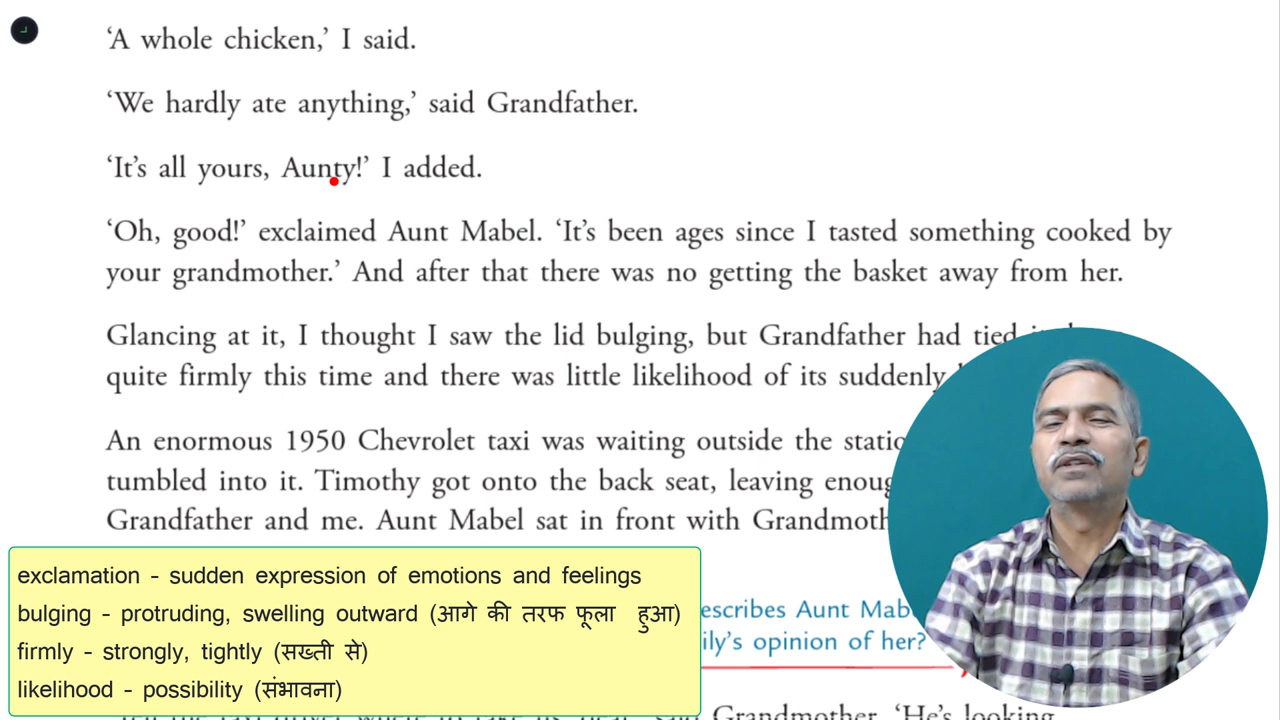 ‘A whole chicken,’ I said.
‘We hardly ate anything,’ said Grandfather.
‘It’s all yours, Aunty!’ I added.
‘Oh, good!’ exclaimed Aunt Mabel. ‘It’s been ages since I tasted something cooked by
your grandmother.’ And after that there was no getting the basket away from her.
Glancing at it, I thought I saw the lid bulging, but Grandfather had tied
quite firmly this time and there was little likelihood of its suddenly
An enormous 1950 Chevrolet taxi was waiting outside the
tumbled into it. Timothy got onto the back seat, leaving
Grandfather and me. Aunt Mabel sat in front with
exclamation - sudden expression of emotions and feelings
bulging - protruding, swelling outward (आगे की तरफ फूला हुआ)
firmly - strongly, tightly (सख्ती से)
likelihood - possibility (संभावना)
Aunt
opinion of her?
Grandmother. ‘He’s looking